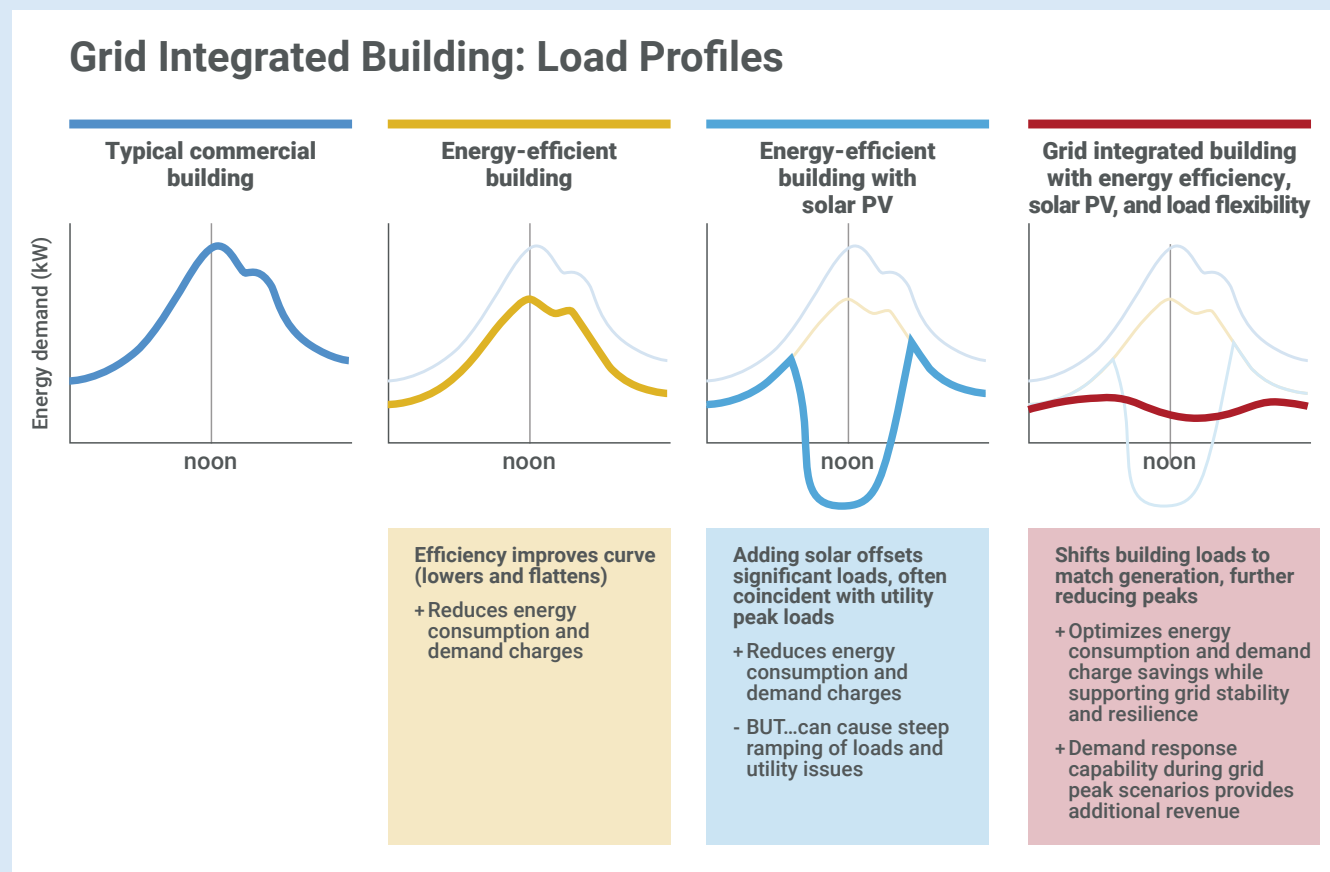 Grid Integrated Building: Load Profiles
Typical commercial
building
Energy demand (kW)
noon
Energy-efficient
building
noon
Efficiency improves curve
(lowers and flattens)
+ Reduces energy
consumption and
demand charges
Energy-efficient
building with
solar PV
noon
Adding solar offsets
significant loads, often
coincident with utility
peak loads
+ Reduces energy
consumption and
demand charges
- BUT...can cause steep
ramping of loads and
utility issues
Grid integrated building
with energy efficiency,
solar PV, and load flexibility
noon
Shifts building loads to
match generation, further
reducing peaks
+ Optimizes energy
consumption and demand
charge savings while
supporting grid stability
and resilience
+ Demand response
capability during grid
peak scenarios provides
additional revenue